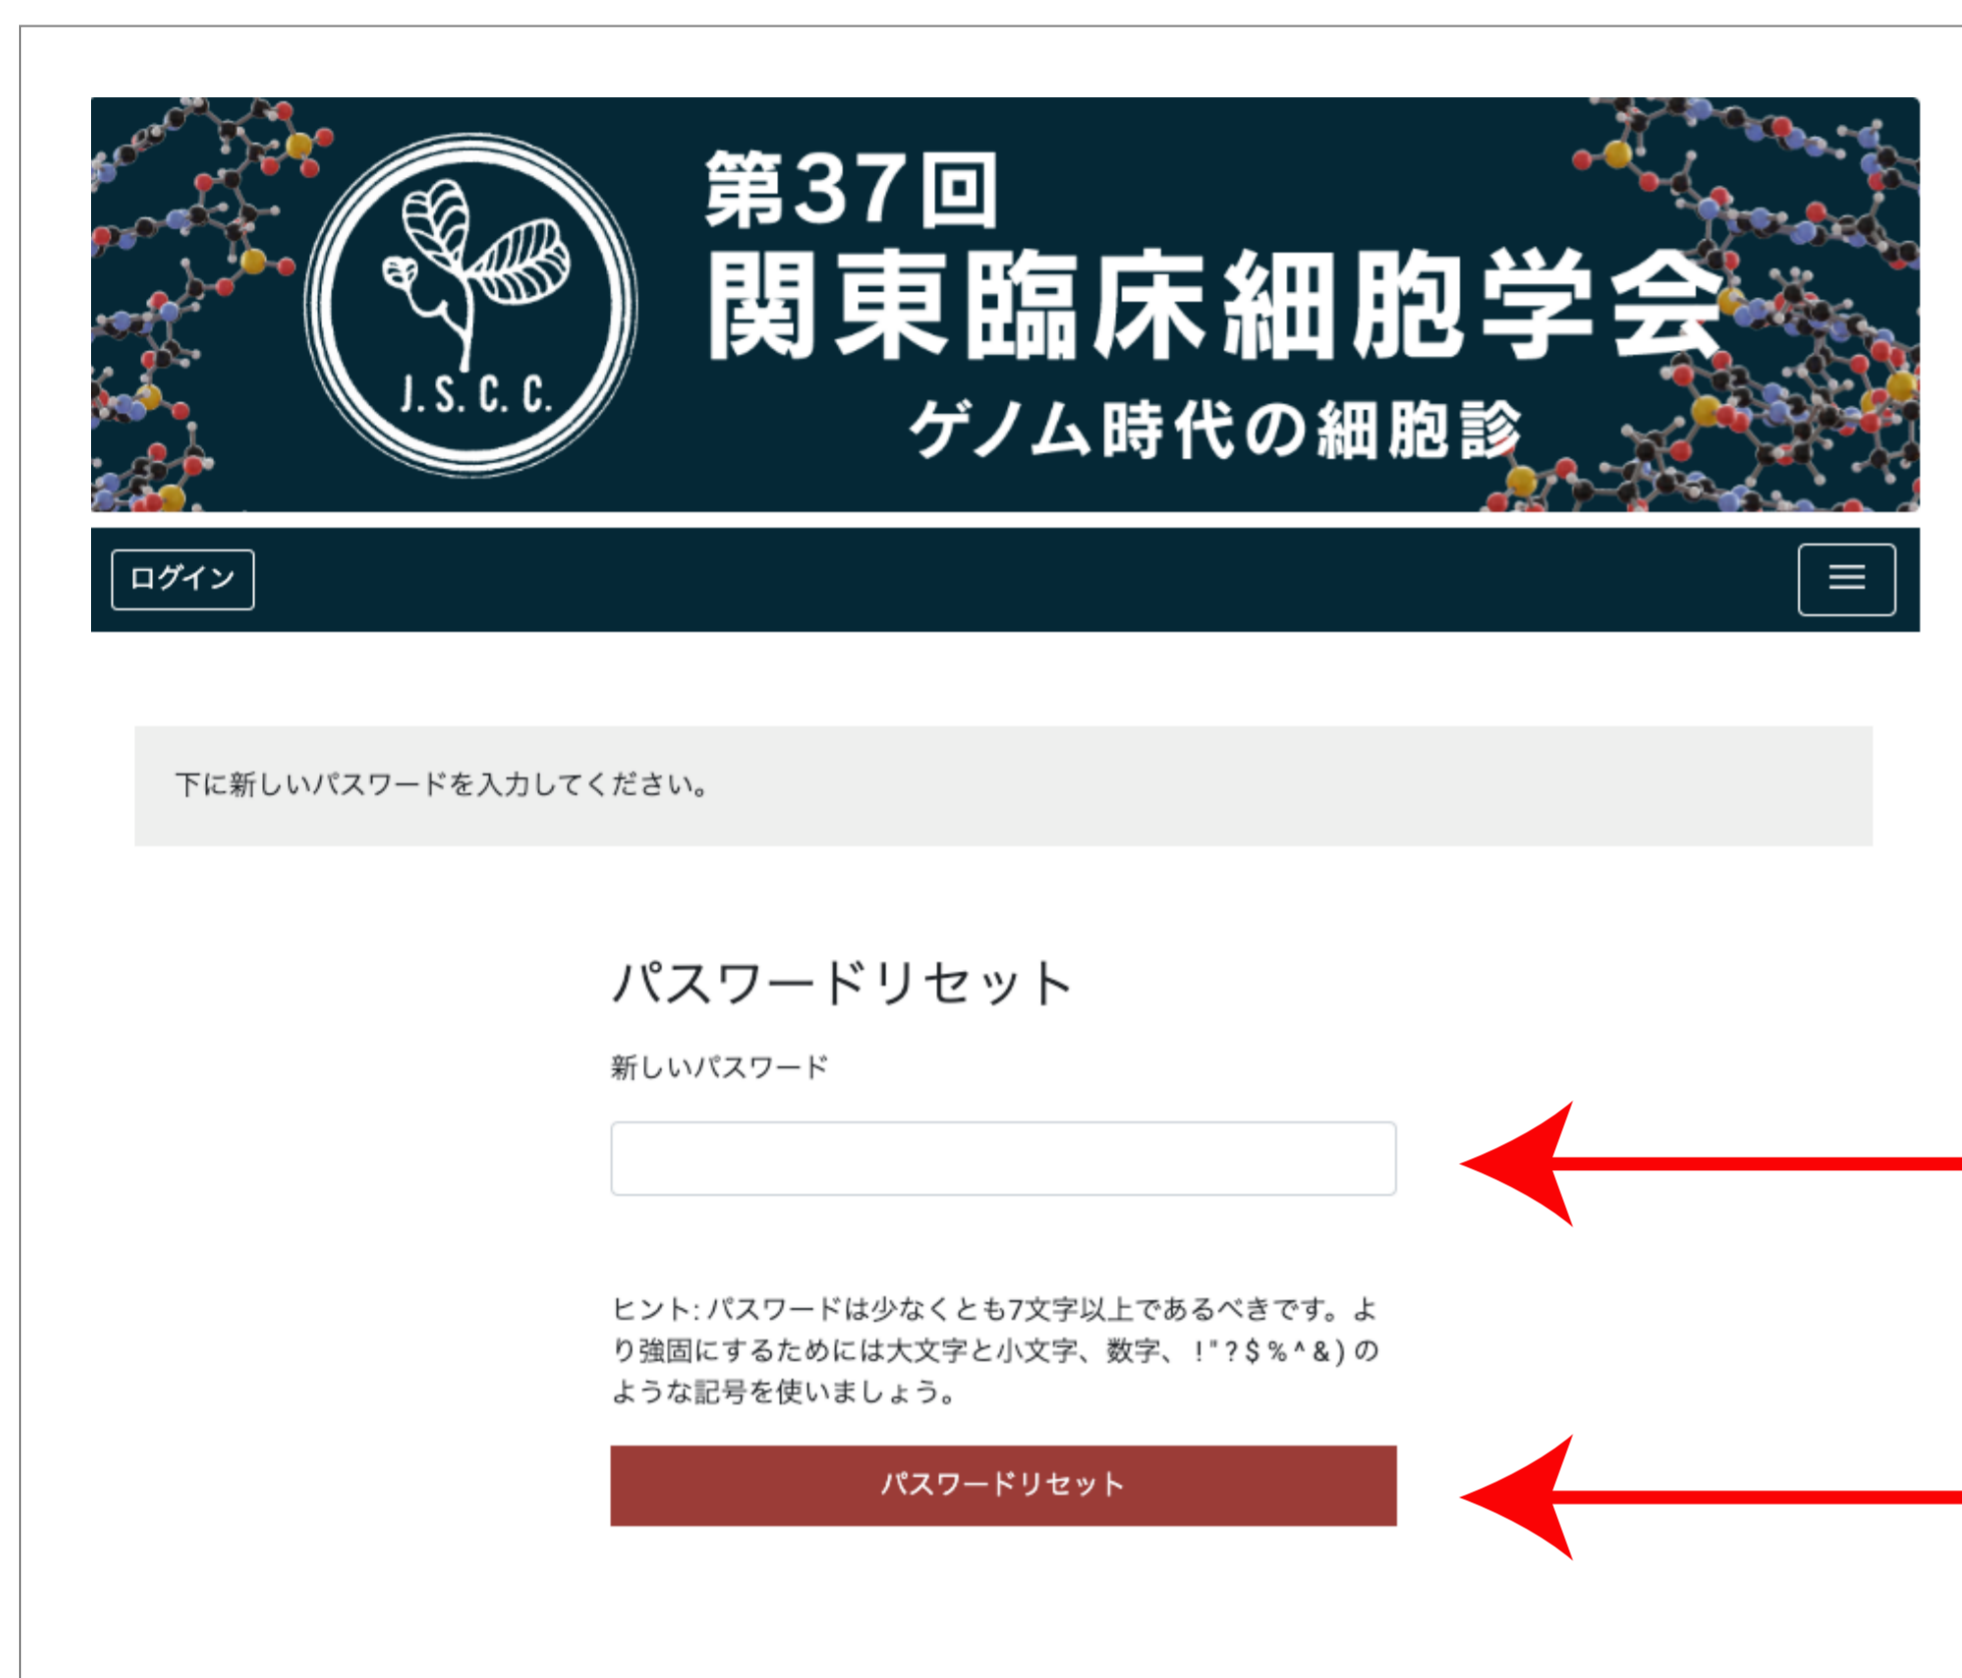 第37回
関東臨床細胞学会
ゲノム時代の細胞診
J. S. C. C.
ログイン
下に新しいパスワードを入力してください。
パスワードリセット
新しいパスワード
ヒント: パスワードは少なくとも7文字以上であるべきです。よ
り強固にするためには大文字と小文字、数字、 ! " ? $ % ^ & ) の
ような記号を使いましょう。
パスワードリセット